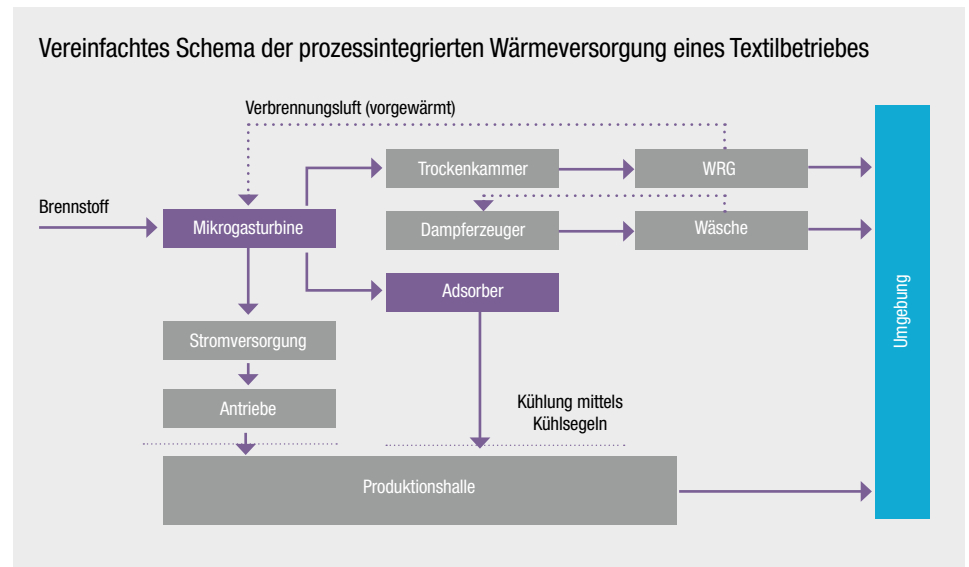 Vereinfachtes Schema der prozessintegrierten Wärmeversorgung eines Textilbetriebes
Verbrennungsluft (vorgewärmt)
Trockenkammer
WRG
Brennstoff
Mikrogasturbine
Dampferzeuger
Wäsche
Adsorber
Umgebung
Stromversorgung
Antriebe
Kühlung mittels
Kühlsegeln
Produktionshalle